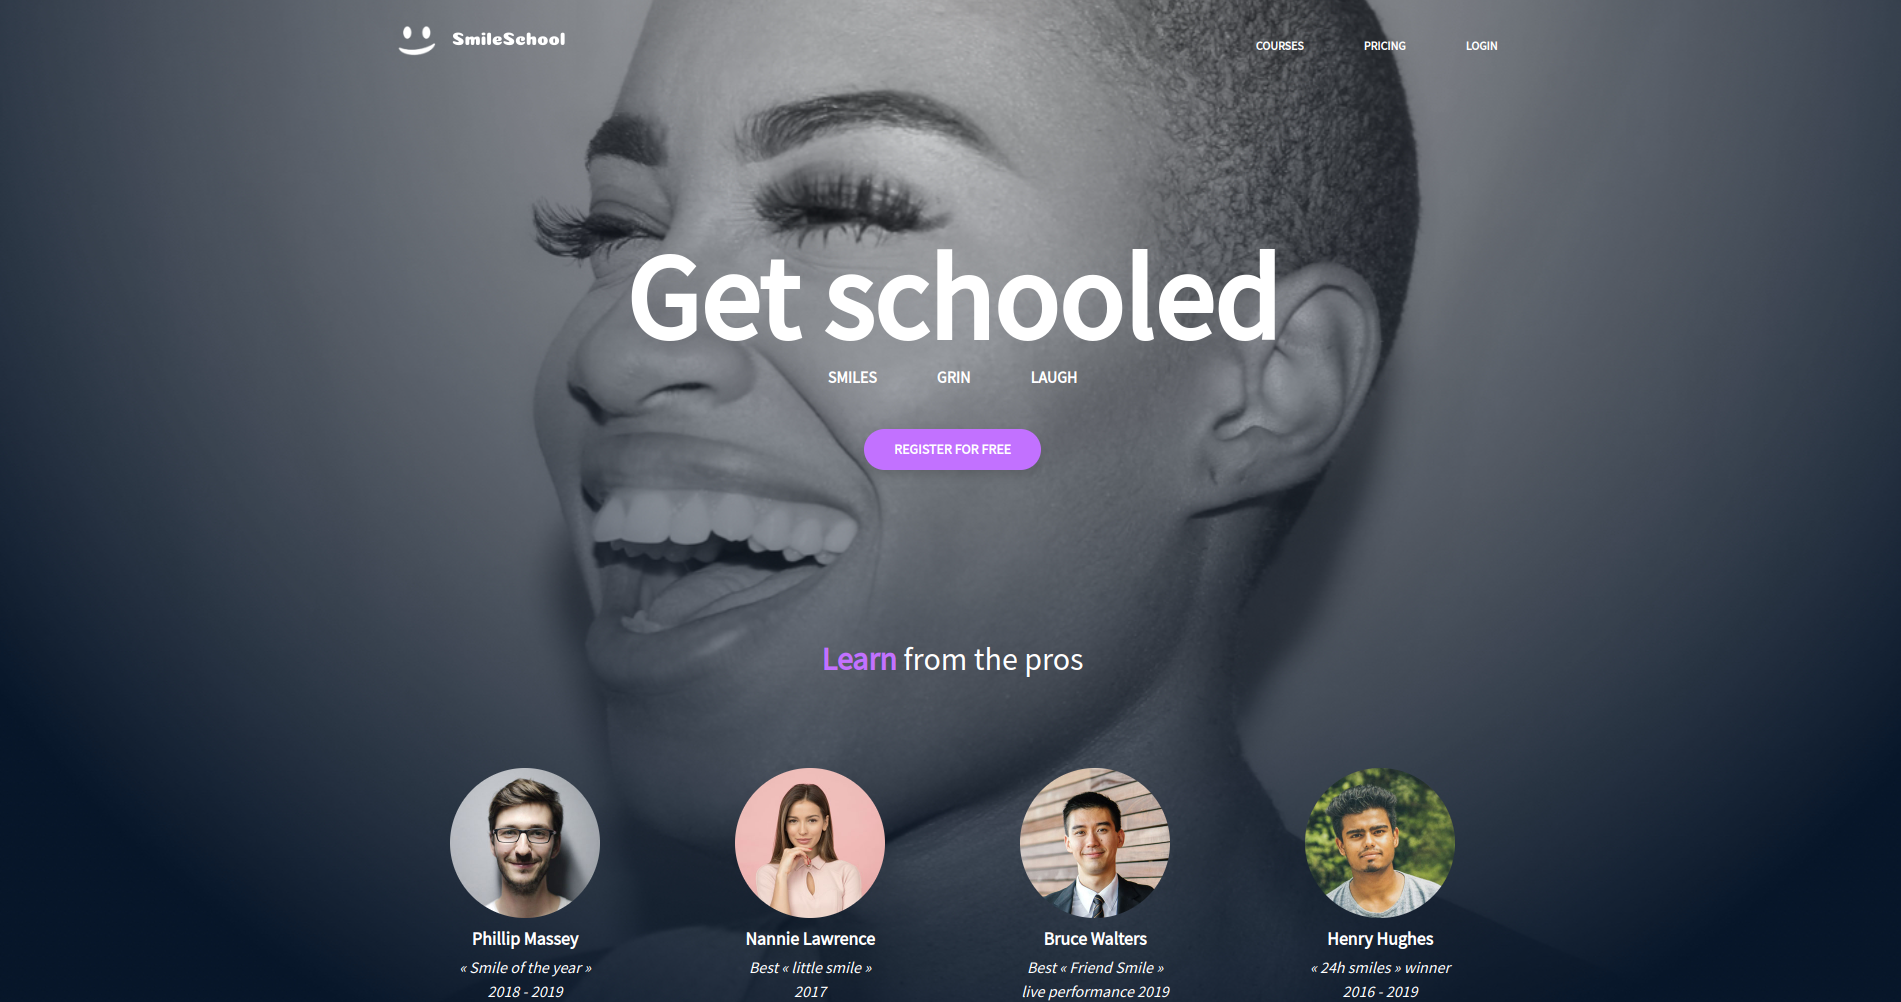 SmileSchool
COURSES PRICING LOGIN
Get schooled
SMILES GRIN LAUGH
REGISTER FOR FREE
Learn from the pros
Phillip Massey
« Smile of the year »
2018 - 2019
Nannie Lawrence
Best « little smile »
2017
Bruce Walters
Best « Friend Smile »
live performance 2019
Henry Hughes
« 24h smiles » winner
2016 - 2019